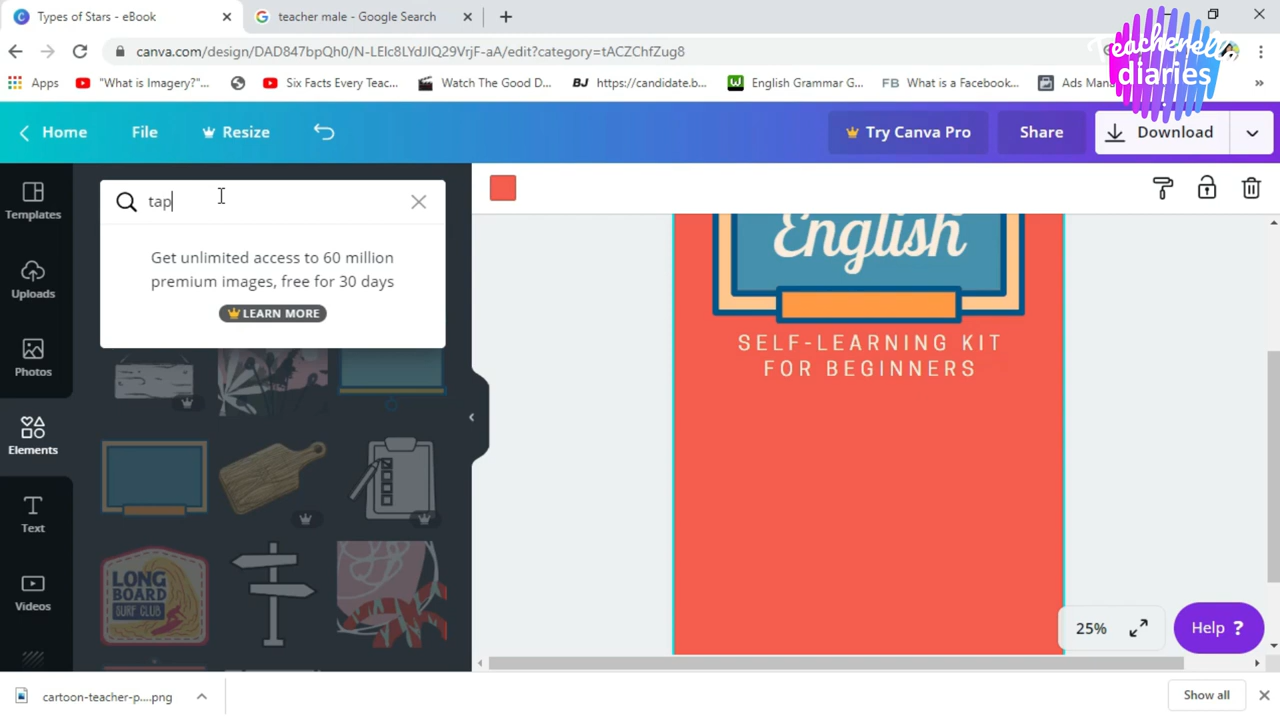 Types of Stars - eBook
teacher male - Google Search
canva.com/design/DAD847bpQh0/N-LEIc8LYdJIQ29VrjF-aA/edit?category=tACZChfZug8
Apps
"What is Imagery?"...
Six Facts Every Teac...
Watch The Good D...
BJ https://candidate.b...
English Grammar G...
FB What is a Facebook...
Ads Man
Teacherella
diaries
Home
File
Resize
Try Canva Pro
Share
Download
Templates
Uploads
Photos
Elements
Text
Videos
tap
Get unlimited access to 60 million
premium images, free for 30 days
LEARN MORE
LONG
BOARD
SURF CLUB
English
SELF-LEARNING KIT
FOR BEGINNERS
25%
Help ?
cartoon-teacher-p....png
Show all